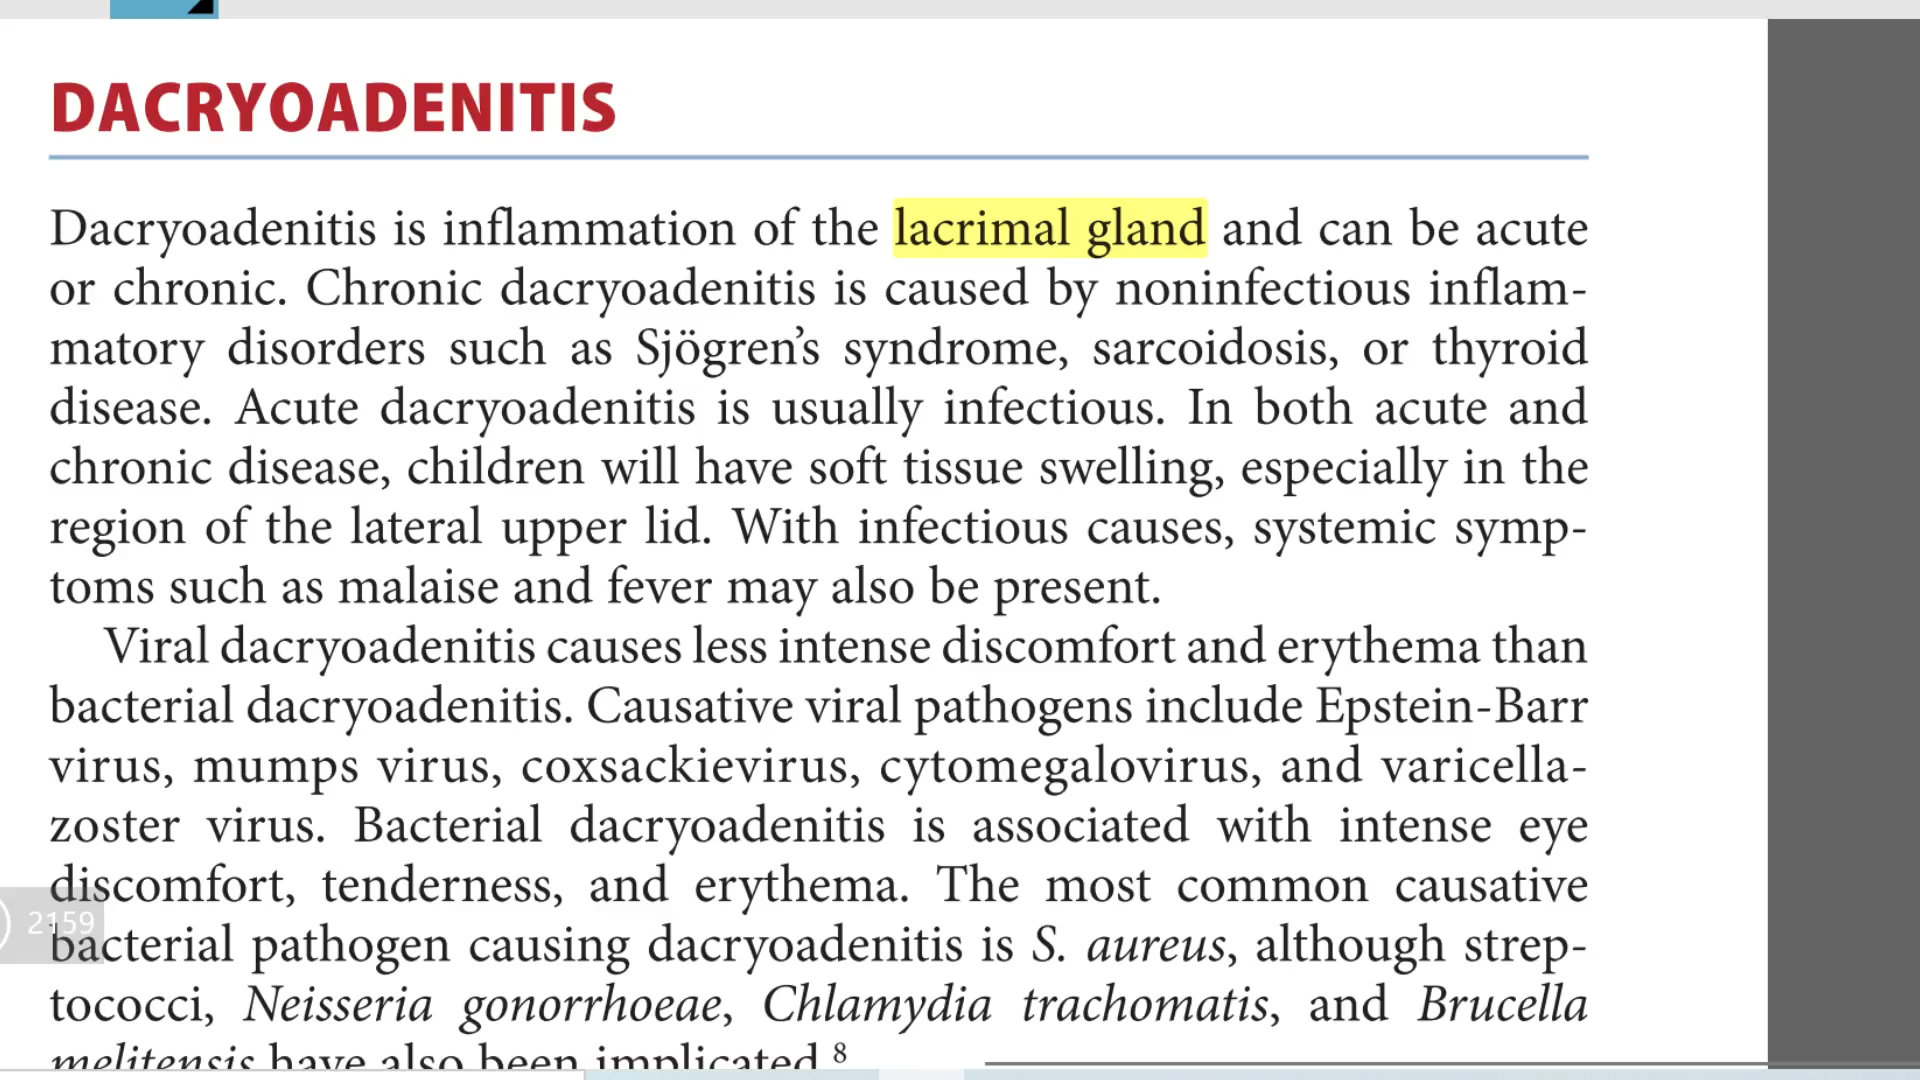 DACRYOADENITIS
Dacryoadenitis is inflammation of the lacrimal gland and can be acute
or chronic. Chronic dacryoadenitis is caused by noninfectious inflam-
matory disorders such as Sjögren’s syndrome, sarcoidosis, or thyroid
disease. Acute dacryoadenitis is usually infectious. In both acute and
chronic disease, children will have soft tissue swelling, especially in the
region of the lateral upper lid. With infectious causes, systemic symp-
toms such as malaise and fever may also be present.
Viral dacryoadenitis causes less intense discomfort and erythema than
bacterial dacryoadenitis. Causative viral pathogens include Epstein-Barr
virus, mumps virus, coxsackievirus, cytomegalovirus, and varicella-
zoster virus. Bacterial dacryoadenitis is associated with intense eye
discomfort, tenderness, and erythema. The most common causative
2159
bacterial pathogen causing dacryoadenitis is S. aureus, although strep-
tococci, Neisseria gonorrhoeae, Chlamydia trachomatis, and Brucella
melitensis have also been implicated.8